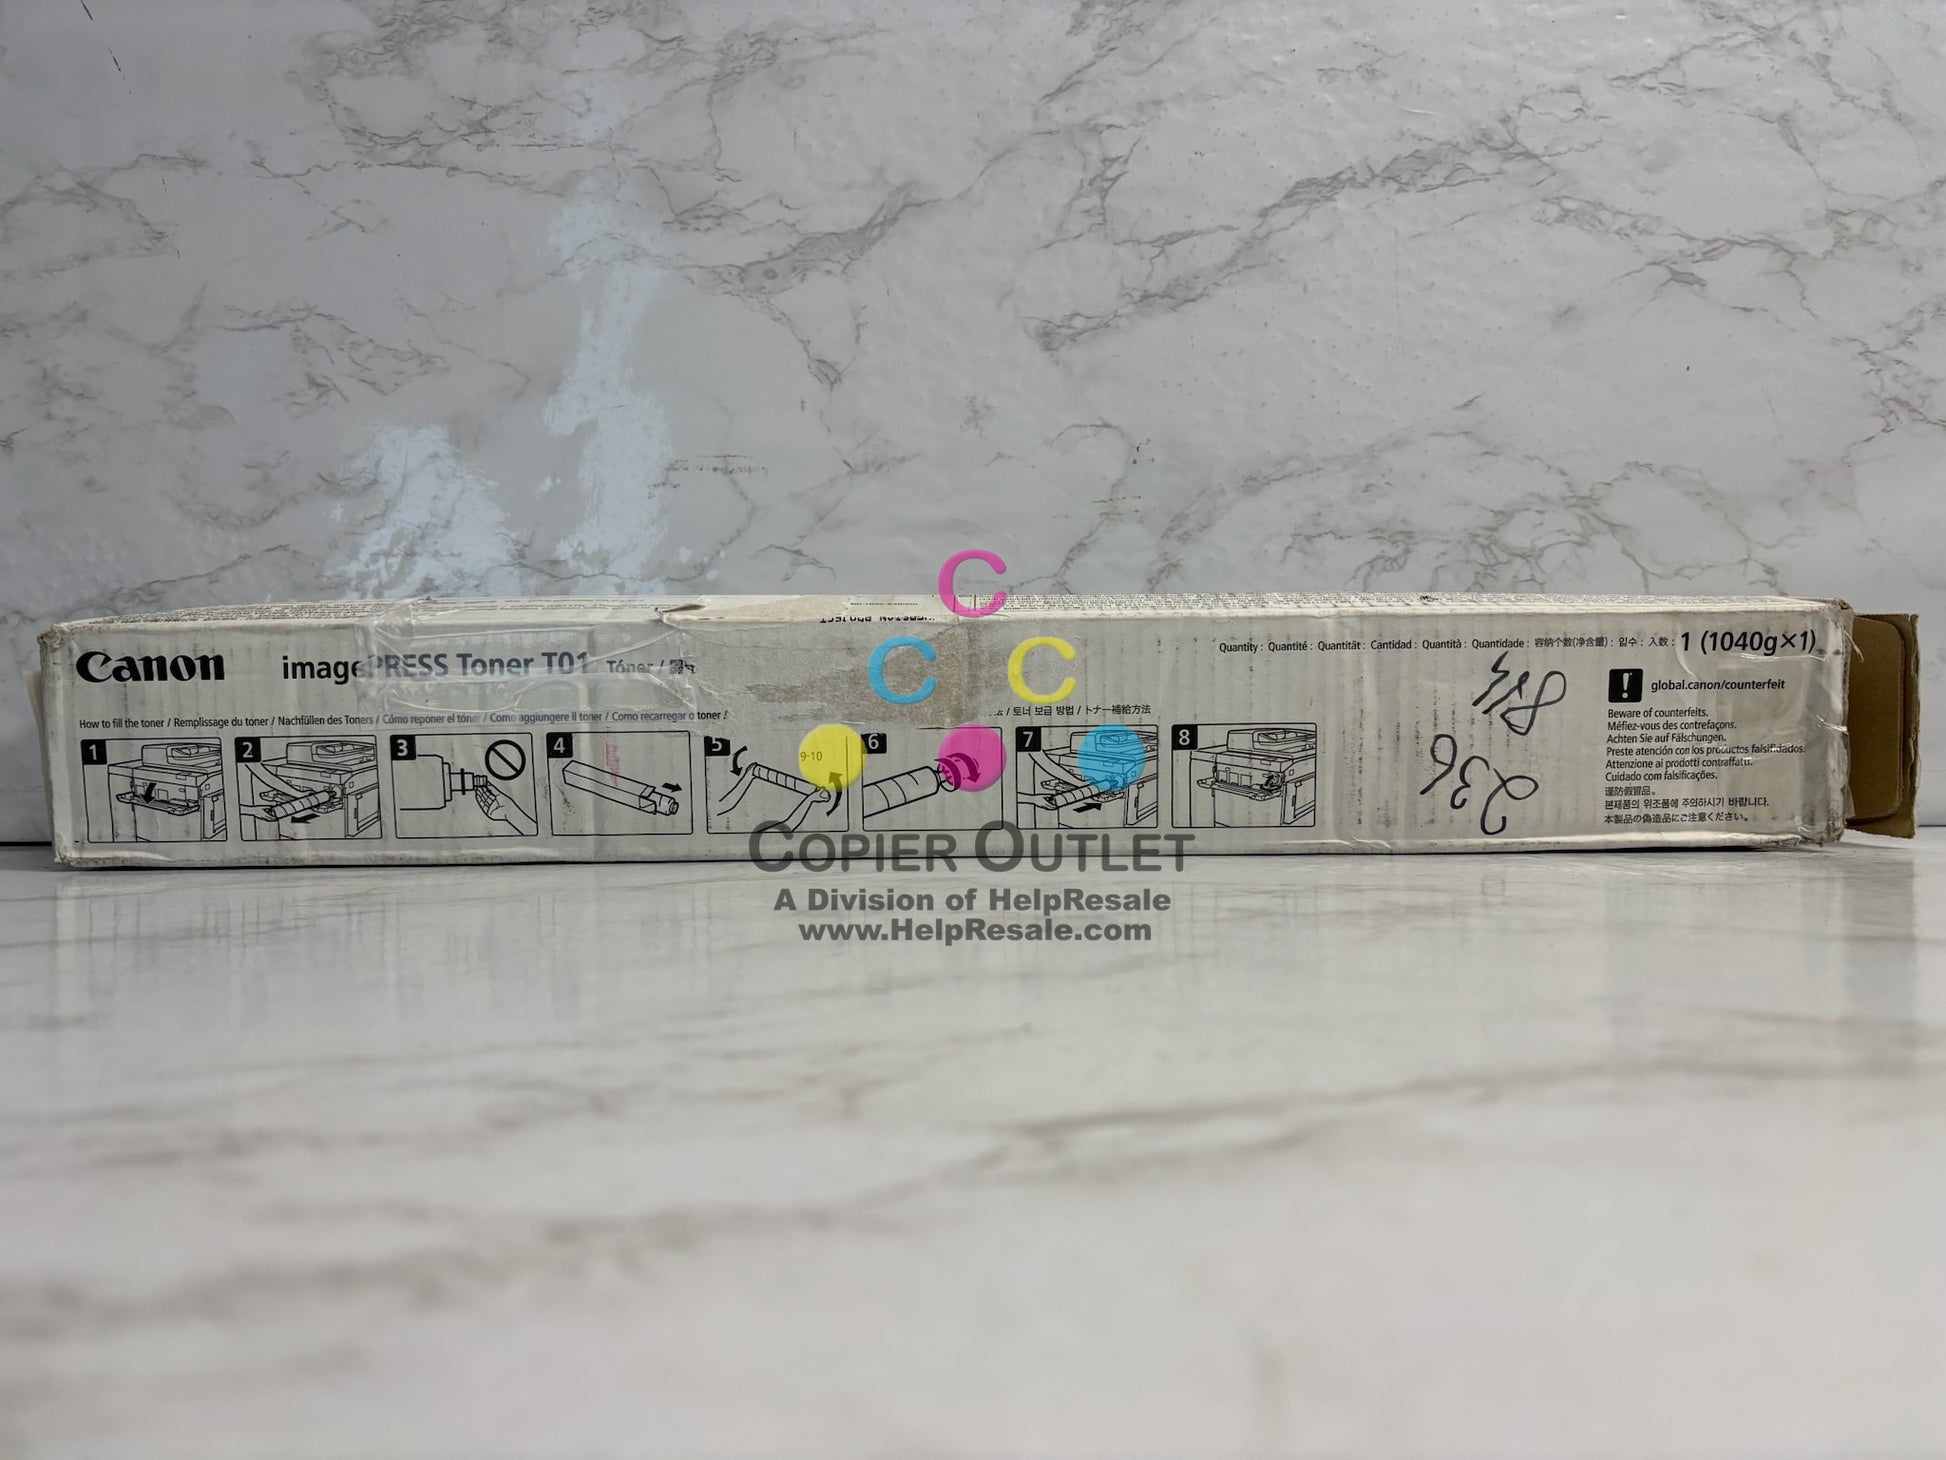 Canon
imagePRESS Toner T01 Tóner /
Quantity : Quantité : Quantität : Cantidad : Quantità : Quantidade : 容纳个数(净含量) : 입수 : 入数 : 1 (1040g×1)
How to fill the toner / Remplissage du toner / Nachfüllen des Toners / Cómo reponer el tóner / Come aggiungere il toner / Como recarregar o toner /
/ 토너 보급 방법 / トナー補給方法
1
2
3
4
5
9-10
6
7
8
236
global.canon/counterfeit
Beware of counterfeits.
Méfiez-vous des contrefaçons.
Achten Sie auf Fälschungen.
Preste atención con los productos falsificados.
Attenzione ai prodotti contraffatti.
Cuidado com falsificações.
谨防假冒品。
본제품의 위조품에 주의하시기 바랍니다.
本製品の偽造品にご注意ください。
C
C C
COPIER OUTLET
A Division of HelpResale
www.HelpResale.com